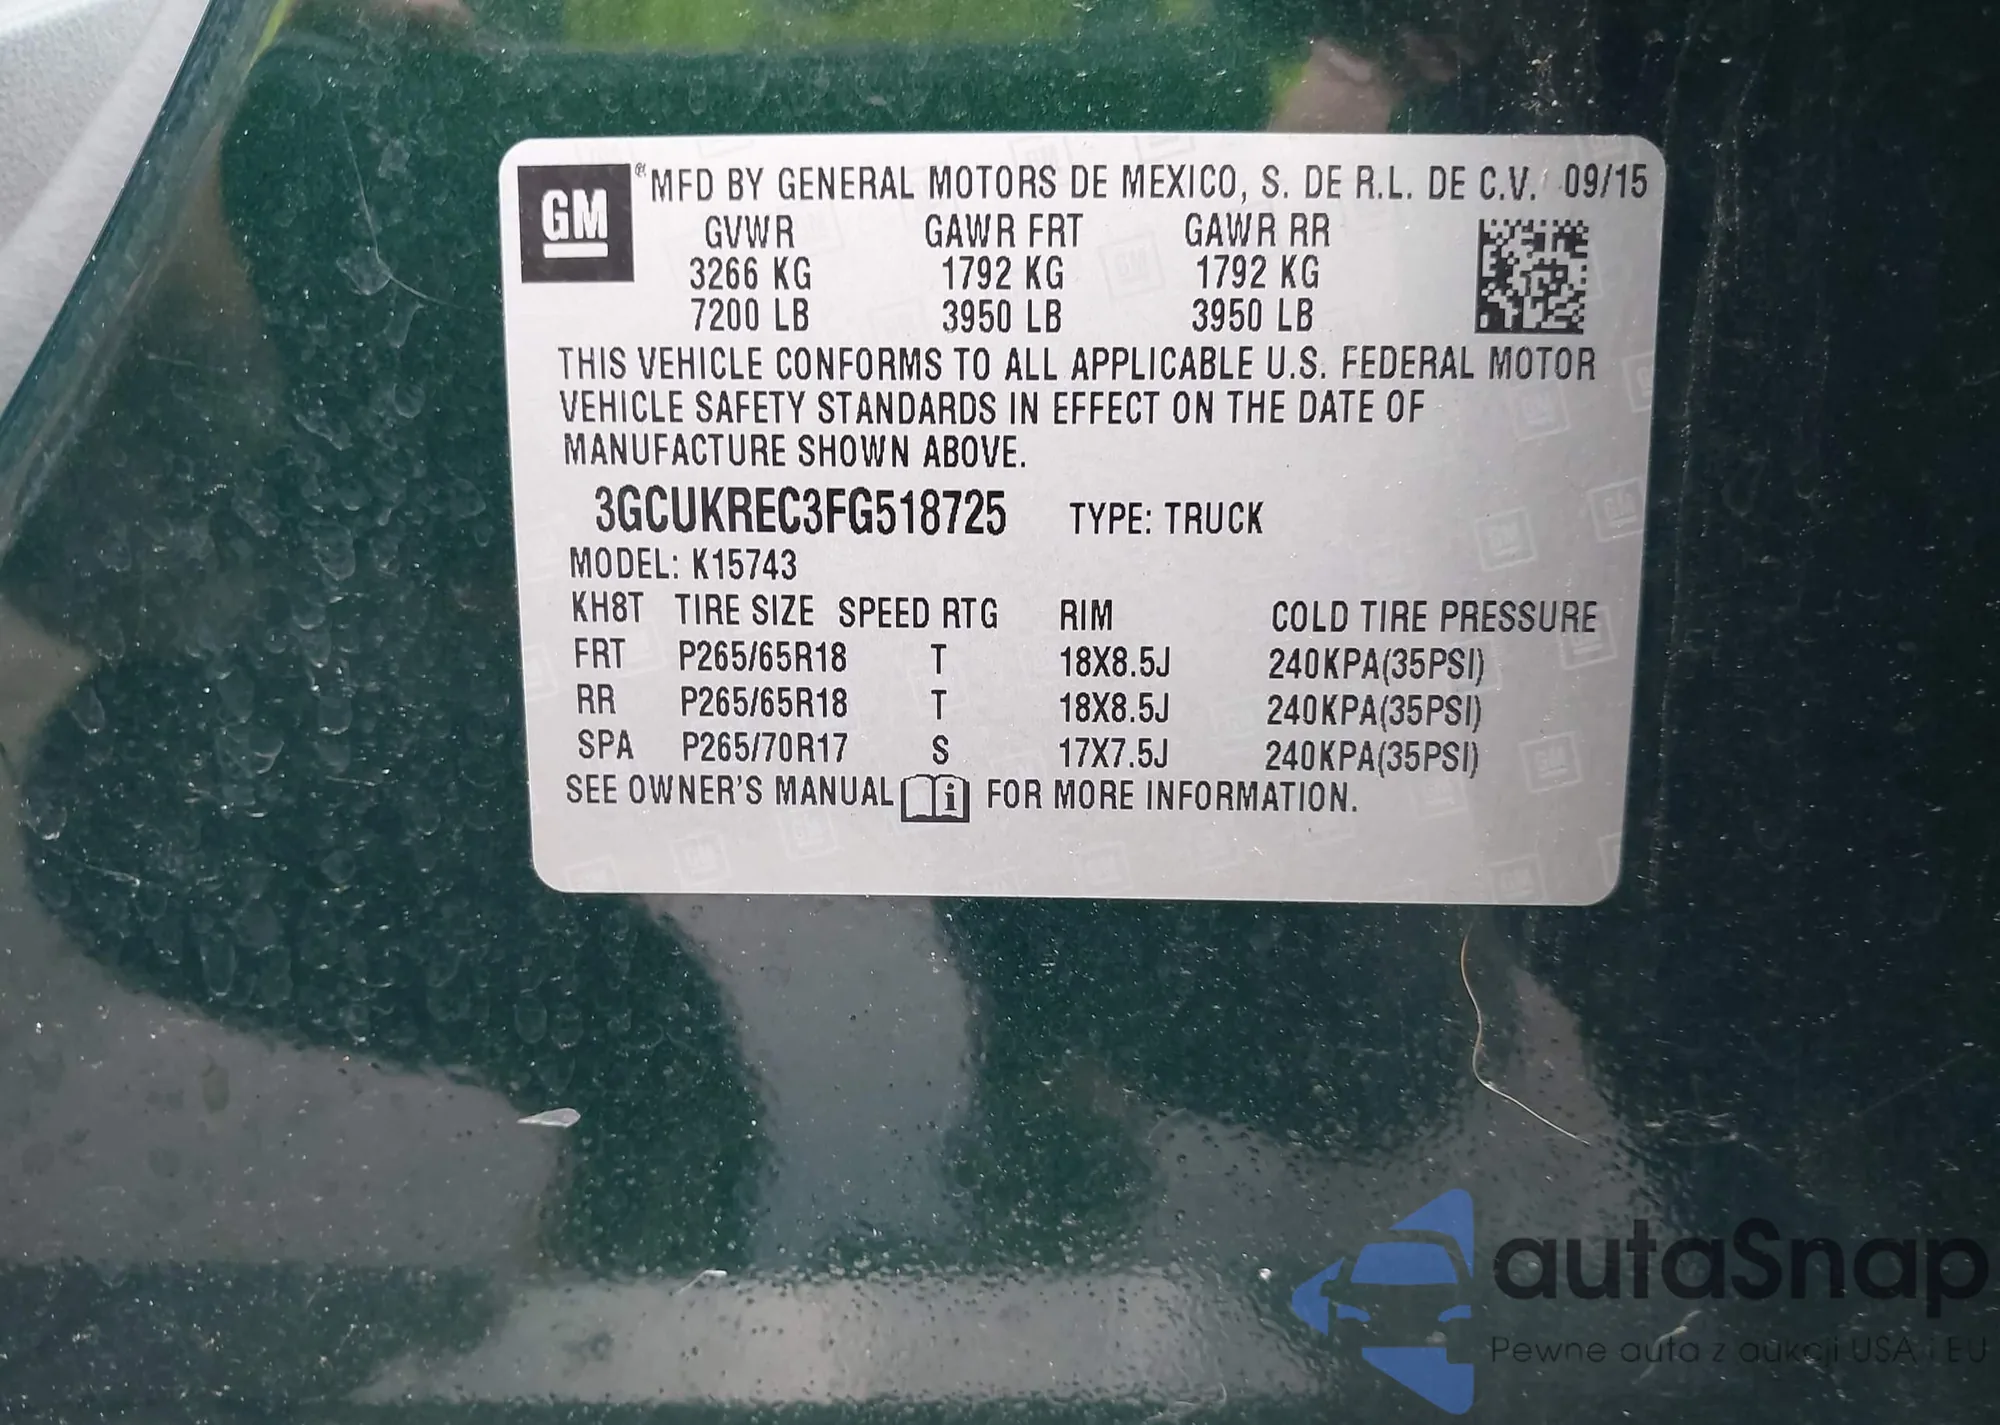 GM ® MFD BY GENERAL MOTORS DE MEXICO, S. DE R.L. DE C.V. 09/15
GVWR GAWR FRT GAWR RR
3266 KG 1792 KG 1792 KG
7200 LB 3950 LB 3950 LB
THIS VEHICLE CONFORMS TO ALL APPLICABLE U.S. FEDERAL MOTOR
VEHICLE SAFETY STANDARDS IN EFFECT ON THE DATE OF
MANUFACTURE SHOWN ABOVE.
3GCUKREC3FG518725 TYPE: TRUCK
MODEL: K15743
KH8T TIRE SIZE SPEED RTG RIM COLD TIRE PRESSURE
FRT P265/65R18 T 18X8.5J 240KPA(35PSI)
RR P265/65R18 T 18X8.5J 240KPA(35PSI)
SPA P265/70R17 S 17X7.5J 240KPA(35PSI)
SEE OWNER'S MANUAL i FOR MORE INFORMATION.
autaSnap
Pewne auta z aukcji USA i EU